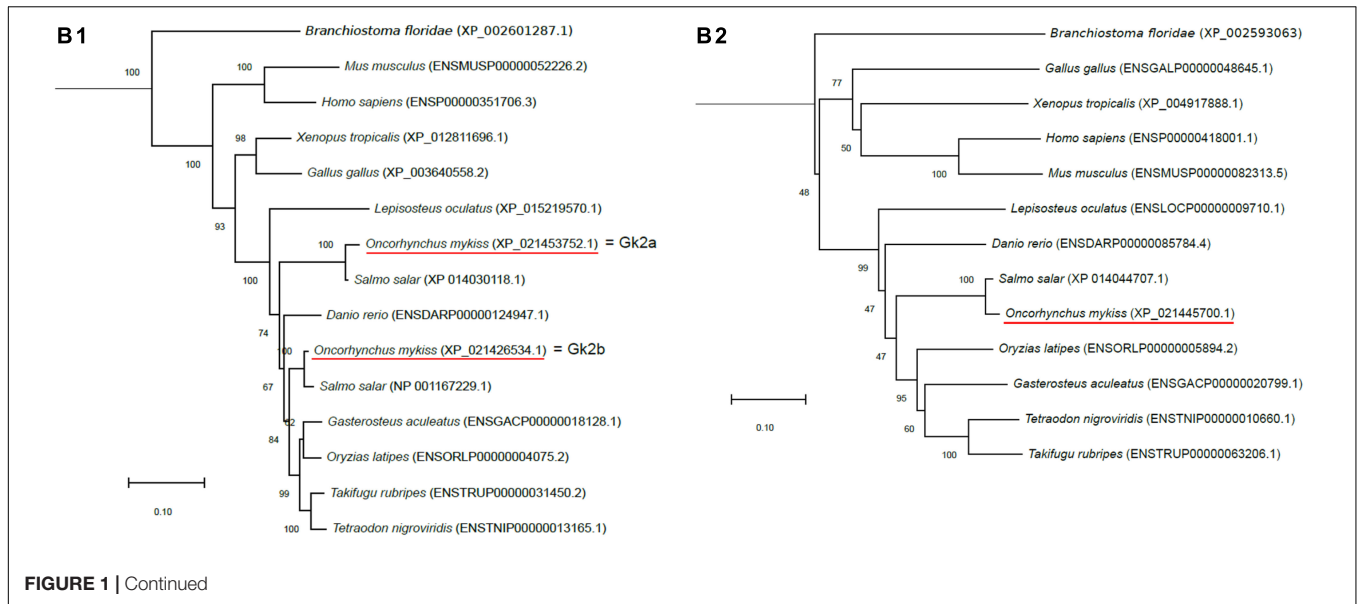 B1
Branchiostoma floridae (XP_002601287.1)
100
100
Mus musculus (ENSMUSP00000052226.2)
Homo sapiens (ENSP00000351706.3)
98
Xenopus tropicalis (XP_012811696.1)
100
Gallus gallus (XP_003640558.2)
Lepisosteus oculatus (XP_015219570.1)
93
100
Oncorhynchus mykiss (XP_021453752.1) = Gk2a
100
Salmo salar (XP 014030118.1)
Danio rerio (ENSDARP00000124947.1)
74
100
Oncorhynchus mykiss (XP_021426534.1) = Gk2b
67
Salmo salar (NP 001167229.1)
62
Gasterosteus aculeatus (ENSGACP00000018128.1)
84
Oryzias latipes (ENSORLP00000004075.2)
99
Takifugu rubripes (ENSTRUP00000031450.2)
0.10
100
Tetraodon nigroviridis (ENSTNIP00000013165.1)
B2
Branchiostoma floridae (XP_002593063)
Gallus gallus (ENSGALP00000048645.1)
77
Xenopus tropicalis (XP_004917888.1)
Homo sapiens (ENSP00000418001.1)
50
100
Mus musculus (ENSMUSP00000082313.5)
48
Lepisosteus oculatus (ENSLOCP00000009710.1)
Danio rerio (ENSDARP00000085784.4)
99
100
Salmo salar (XP 014044707.1)
47
Oncorhynchus mykiss (XP_021445700.1)
Oryzias latipes (ENSORLP00000005894.2)
47
Gasterosteus aculeatus (ENSGACP00000020799.1)
95
0.10
Tetraodon nigroviridis (ENSTNIP00000010660.1)
60
100
Takifugu rubripes (ENSTRUP00000063206.1)
FIGURE 1 | Continued